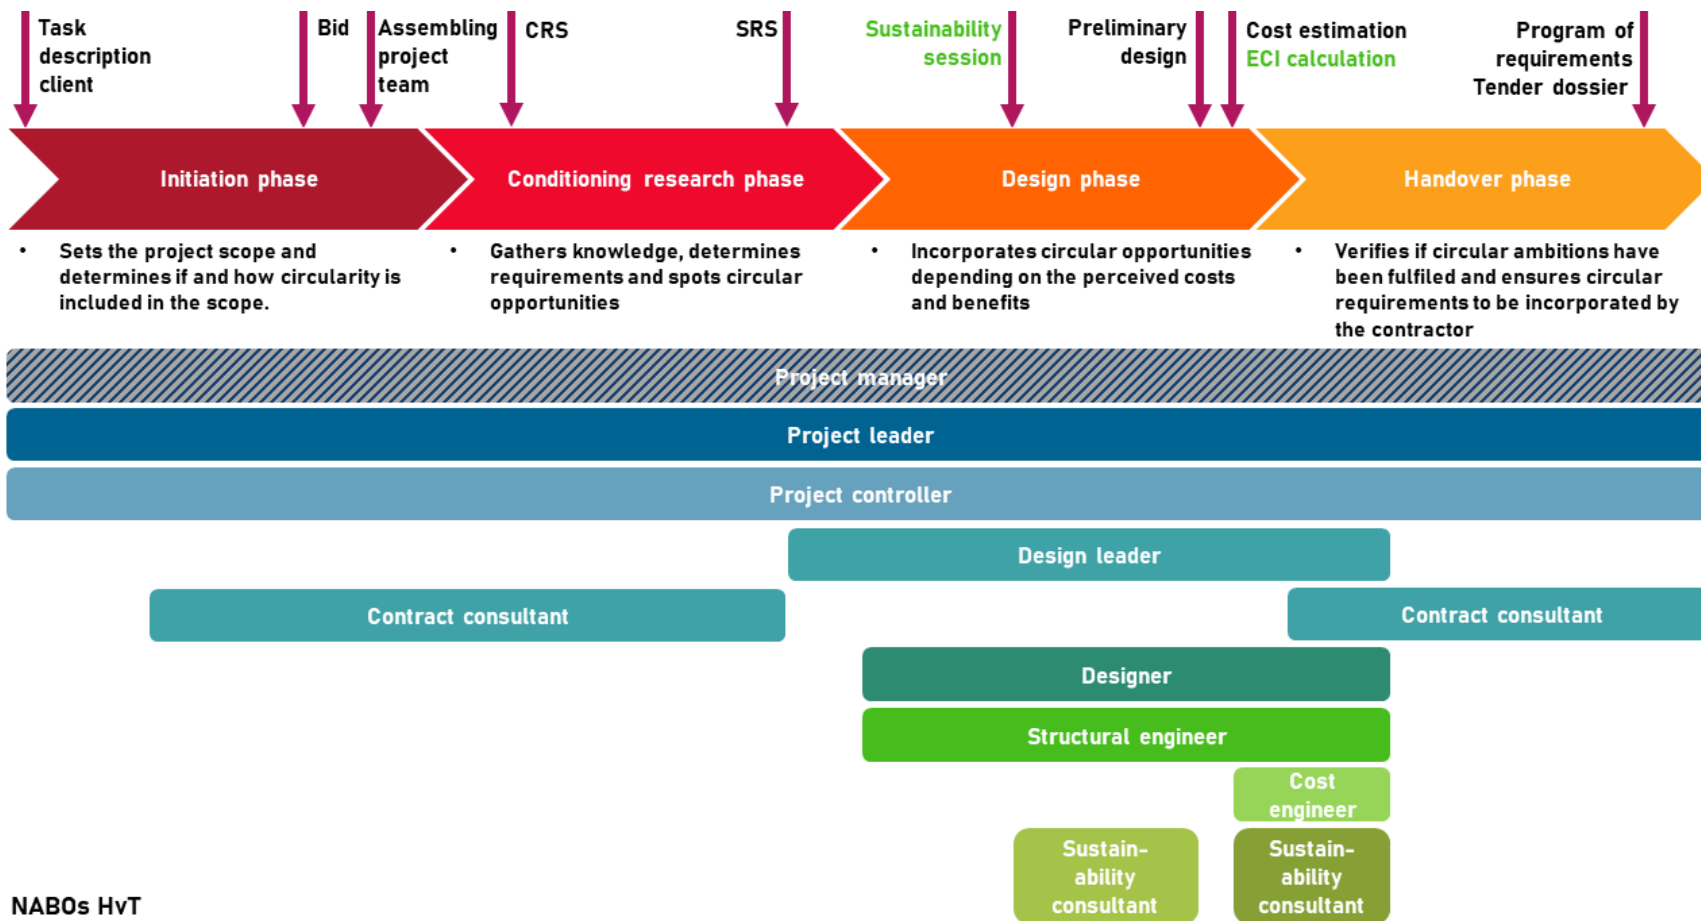 Task
description
client
Bid
Assembling
project
team
CRS
SRS
Sustainability
session
Preliminary
design
Cost estimation
ECI calculation
Program of
requirements
Tender dossier
Initiation phase
Conditioning research phase
Design phase
Handover phase
• Sets the project scope and
determines if and how circularity is
included in the scope.
• Gathers knowledge, determines
requirements and spots circular
opportunities
• Incorporates circular opportunities
depending on the perceived costs
and benefits
• Verifies if circular ambitions have
been fulfiled and ensures circular
requirements to be incorporated by
the contractor
Project manager
Project leader
Project controller
Design leader
Contract consultant
Contract consultant
Designer
Structural engineer
Cost
engineer
Sustain-
ability
consultant
Sustain-
ability
consultant
NABOs HvT